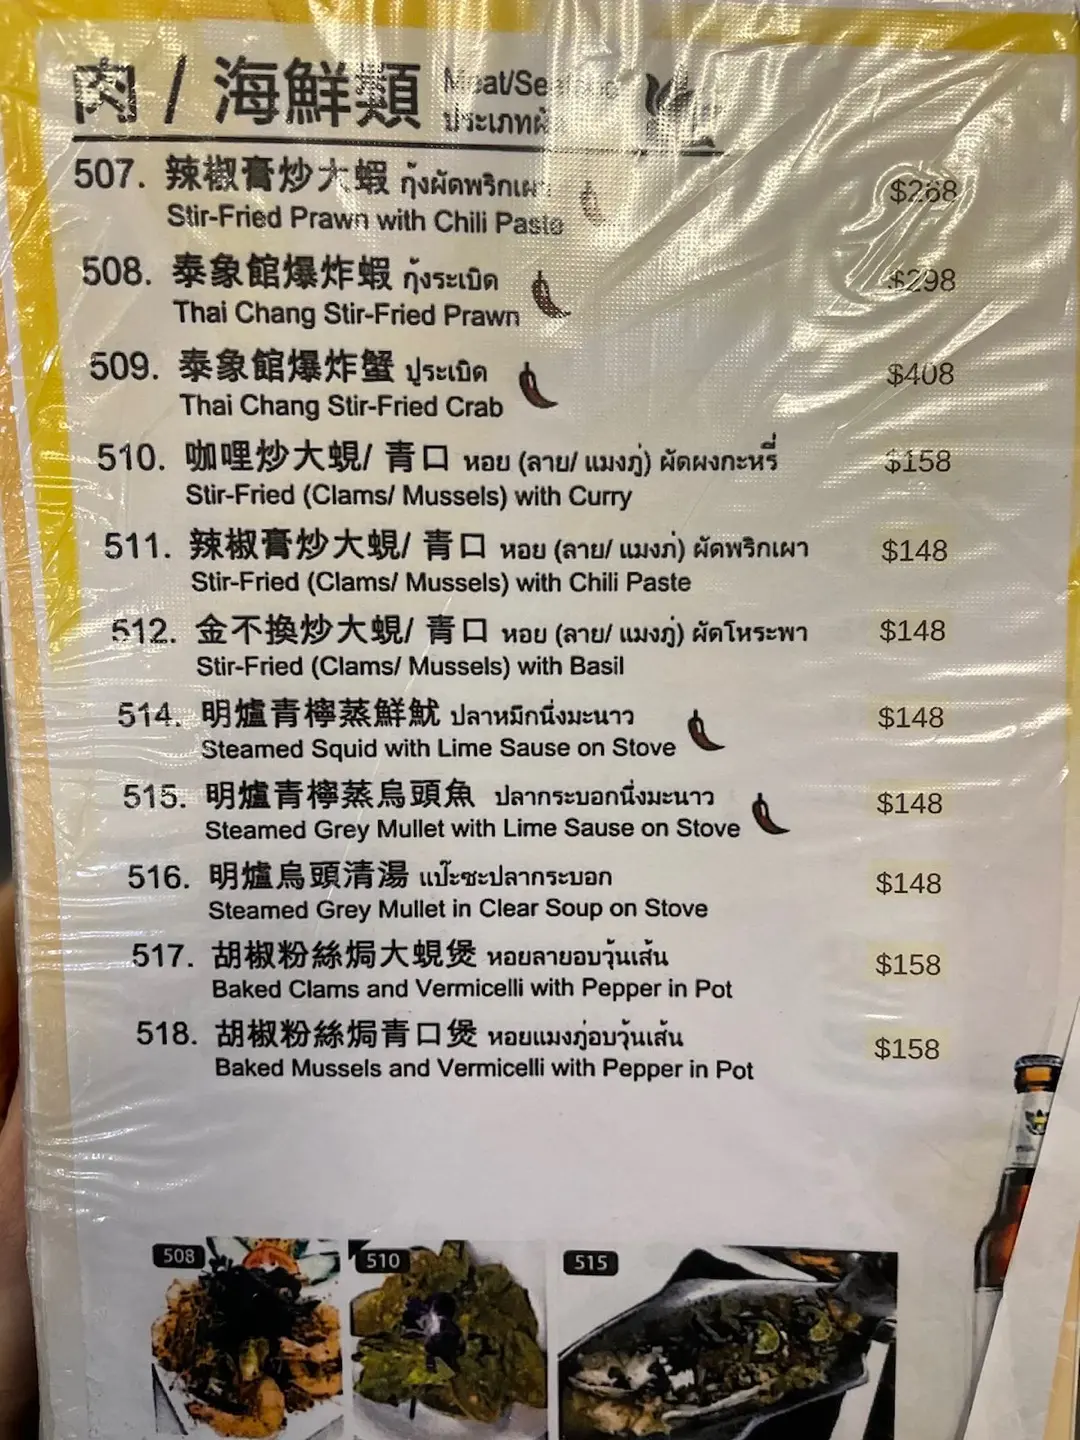 肉 / 海鮮類 Meat/Seafood
ประเภทผัด
507. 辣椒膏炒大蝦 กุ้งผัดพริกเผา $268
Stir-Fried Prawn with Chili Paste
508. 泰象館爆炸蝦 กุ้งระเบิด $298
Thai Chang Stir-Fried Prawn
509. 泰象館爆炸蟹 ปูระเบิด $408
Thai Chang Stir-Fried Crab
510. 咖哩炒大蜆/ 青口 หอย (ลาย/ แมงภู่) ผัดผงกะหรี่ $158
Stir-Fried (Clams/ Mussels) with Curry
511. 辣椒膏炒大蜆/ 青口 หอย (ลาย/ แมงภู่) ผัดพริกเผา $148
Stir-Fried (Clams/ Mussels) with Chili Paste
512. 金不換炒大蜆/ 青口 หอย (ลาย/ แมงภู่) ผัดโหระพา $148
Stir-Fried (Clams/ Mussels) with Basil
514. 明爐青檸蒸鮮魷 ปลาหมึกนึ่งมะนาว $148
Steamed Squid with Lime Sause on Stove
515. 明爐青檸蒸烏頭魚 ปลากระบอกนึ่งมะนาว $148
Steamed Grey Mullet with Lime Sause on Stove
516. 明爐烏頭清湯 แป๊ะซะปลากระบอก $148
Steamed Grey Mullet in Clear Soup on Stove
517. 胡椒粉絲焗大蜆煲 หอยลายอบวุ้นเส้น $158
Baked Clams and Vermicelli with Pepper in Pot
518. 胡椒粉絲焗青口煲 หอยแมงภู่อบวุ้นเส้น $158
Baked Mussels and Vermicelli with Pepper in Pot
508
510
515